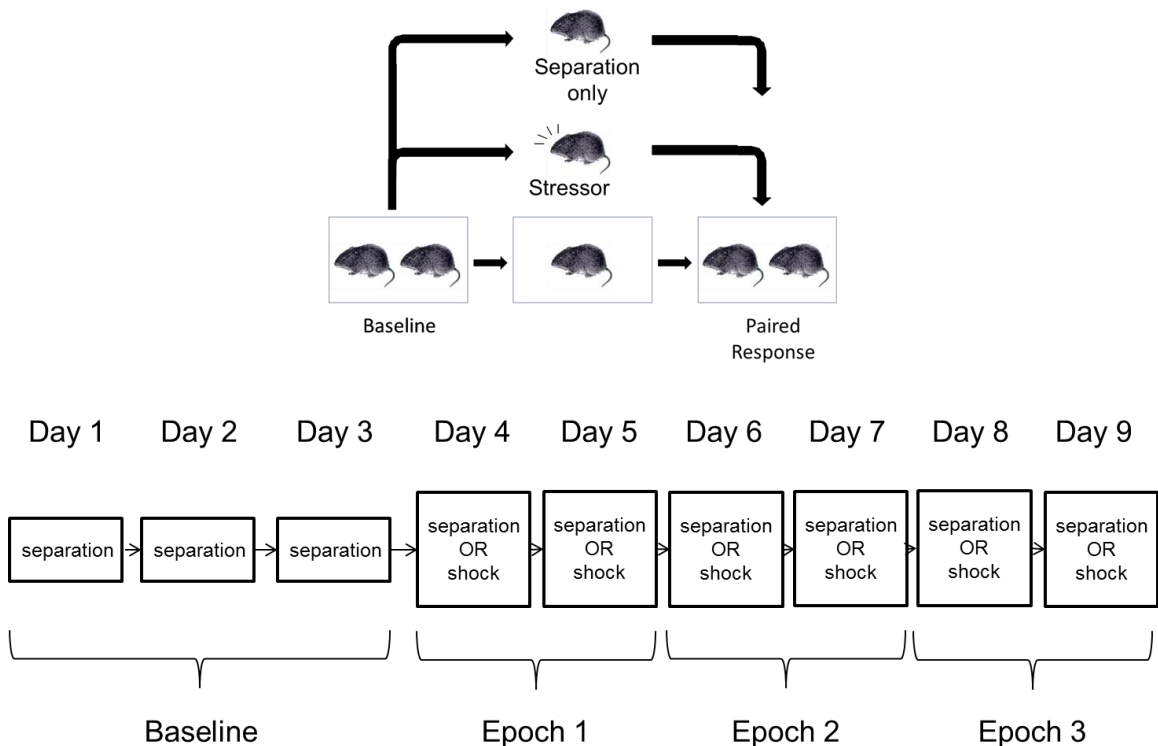 Separation
only
Stressor
Baseline
Paired
Response
Day 1 Day 2 Day 3 Day 4 Day 5 Day 6 Day 7 Day 8 Day 9
separation
separation
separation
separation
OR
shock
separation
OR
shock
separation
OR
shock
separation
OR
shock
separation
OR
shock
separation
OR
shock
Baseline Epoch 1 Epoch 2 Epoch 3